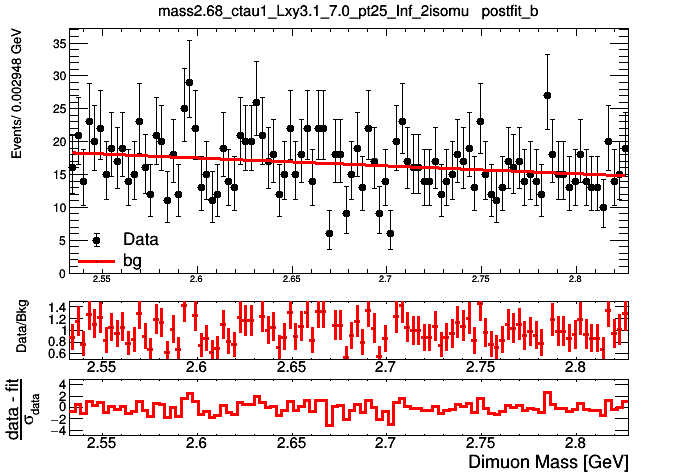 mass2.68_ctau1_Lxy3.1_7.0_pt25_Inf_2isomu postfit_b
Events/ 0.002948 GeV
35
30
25
20
15
10
5
0
Data
bg
2.55 2.6 2.65 2.7 2.75 2.8
Data/Bkg
1.4
1.2
1.0
0.8
0.6
2.55 2.6 2.65 2.7 2.75 2.8
data - fit
σdata
4
2
0
−2
−4
2.55 2.6 2.65 2.7 2.75 2.8
Dimuon Mass [GeV]